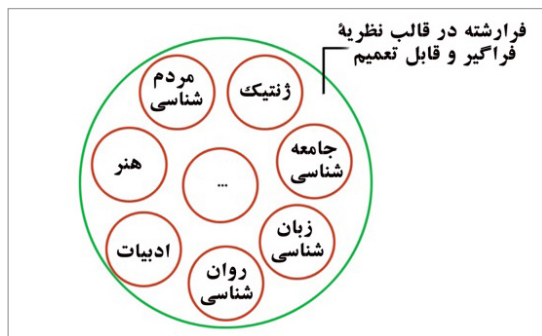 فرارشته در قالب نظریهٔ
فراگیر و قابل تعمیم
ژنتیک
مردم
شناسی
جامعه
شناسی
هنر
...
زبان
شناسی
ادبیات
روان
شناسی